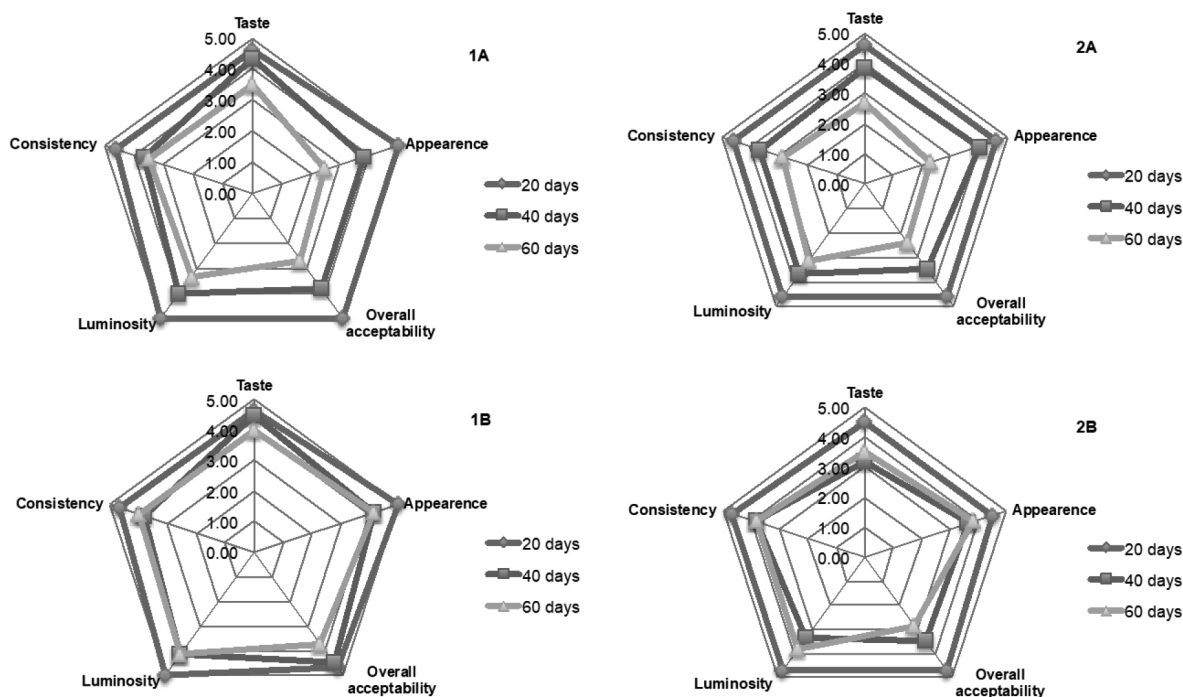 Taste
5.00
4.00
3.00
2.00
1.00
0.00
1A
Consistency
Appearence
Luminosity
Overall
acceptability
20 days
40 days
60 days
Taste
5.00
4.00
3.00
2.00
1.00
0.00
2A
Consistency
Appearence
Luminosity
Overall
acceptability
20 days
40 days
60 days
Taste
5.00
4.00
3.00
2.00
1.00
0.00
1B
Consistency
Appearence
Luminosity
Overall
acceptability
20 days
40 days
60 days
Taste
5.00
4.00
3.00
2.00
1.00
0.00
2B
Consistency
Appearence
Luminosity
Overall
acceptability
20 days
40 days
60 days